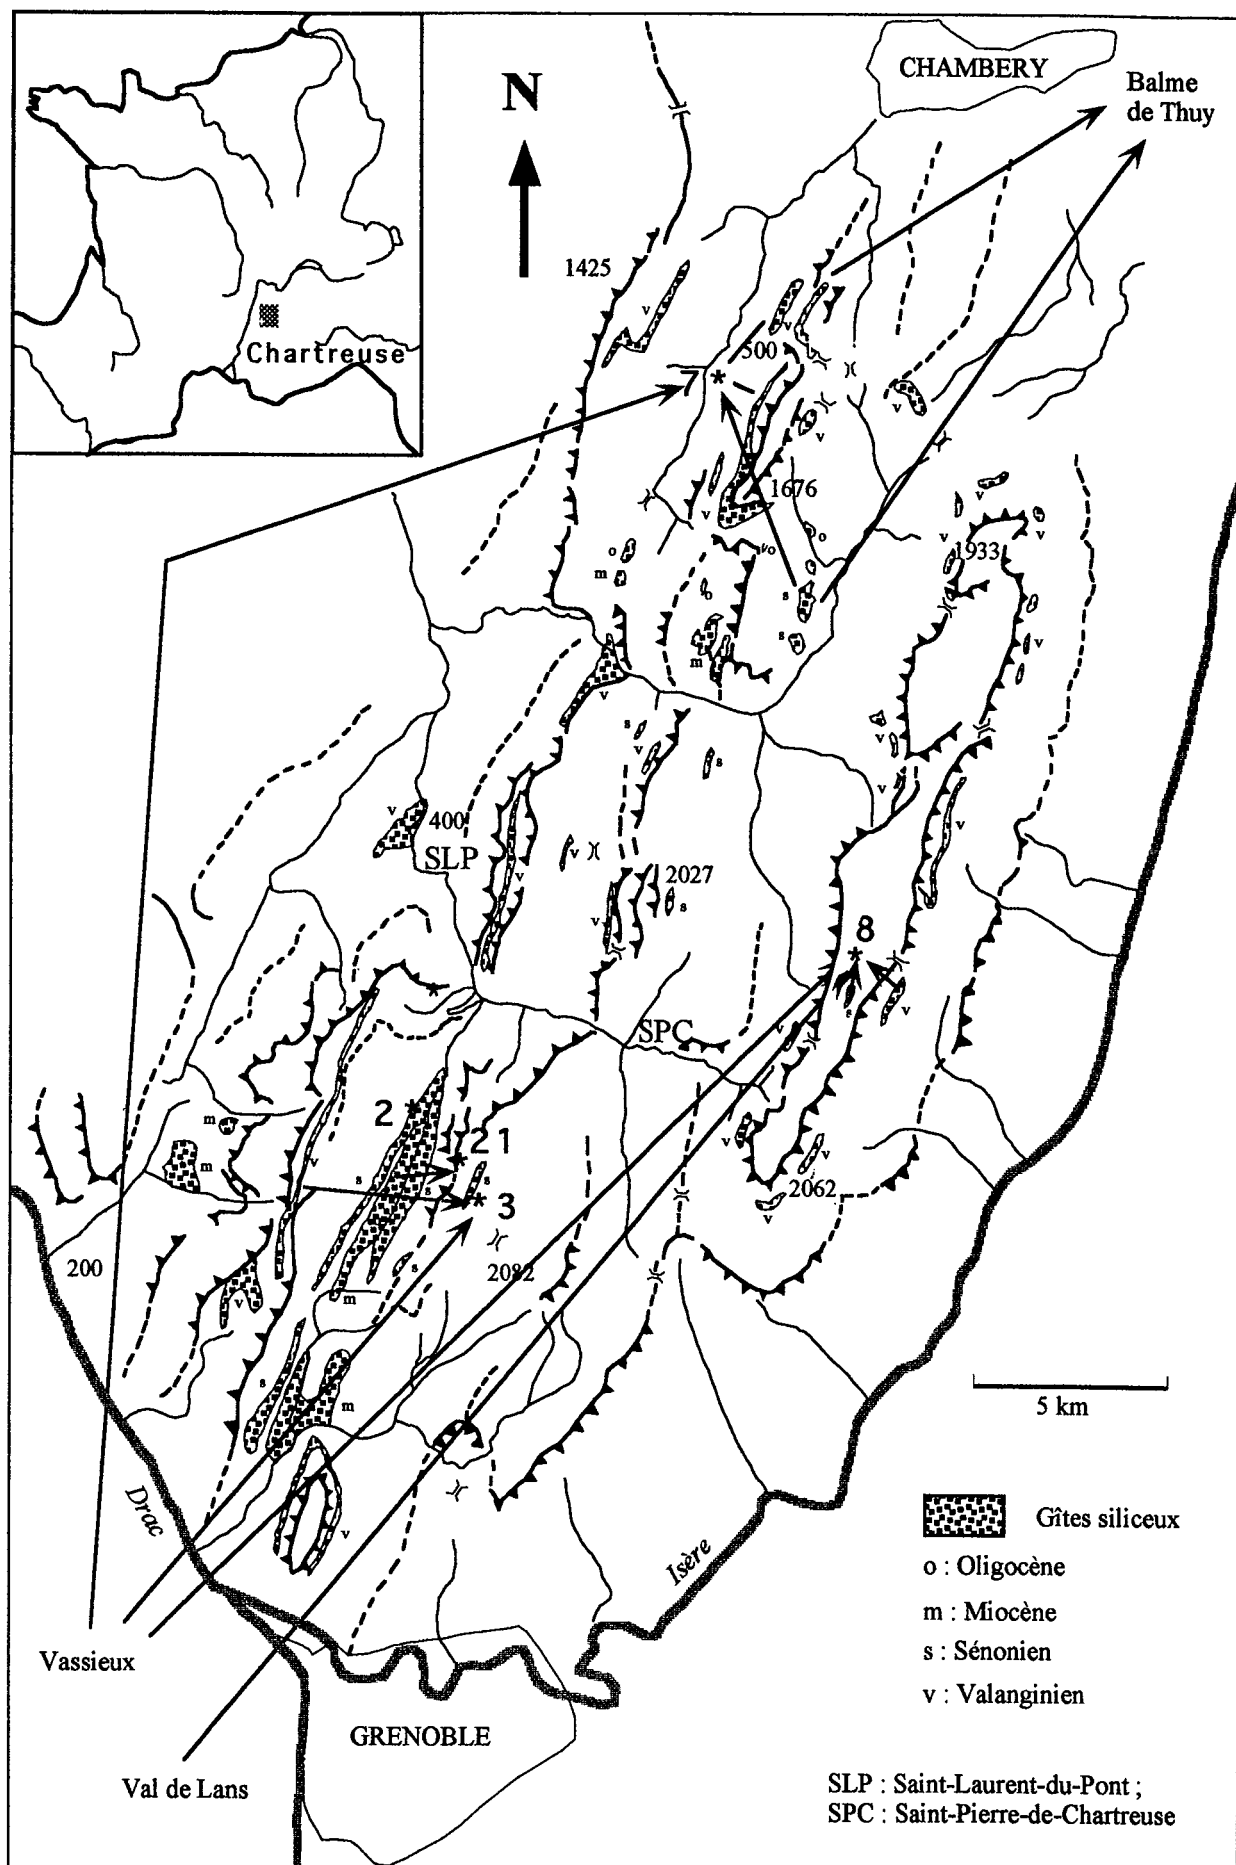 CHAMBERY
N
Balme
de Thuy
1425
v
Chartreuse
v
500
v
v
1676
v
v
o
v
v
v
1933
o
vo
m
o
s
s
m
v
v
s
v
s
v
v
v
400
SLP
v
v
2027
s
v
v
8
s
v
SPC
v
2
21
m
m
v
s
s
s
3
v
v
2062
v
200
2082
s
v
m
s
m
5 km
Drac
v
Gîtes siliceux
Isère
o : Oligocène
m : Miocène
s : Sénonien
v : Valanginien
Vassieux
GRENOBLE
Val de Lans
SLP : Saint-Laurent-du-Pont ;
SPC : Saint-Pierre-de-Chartreuse